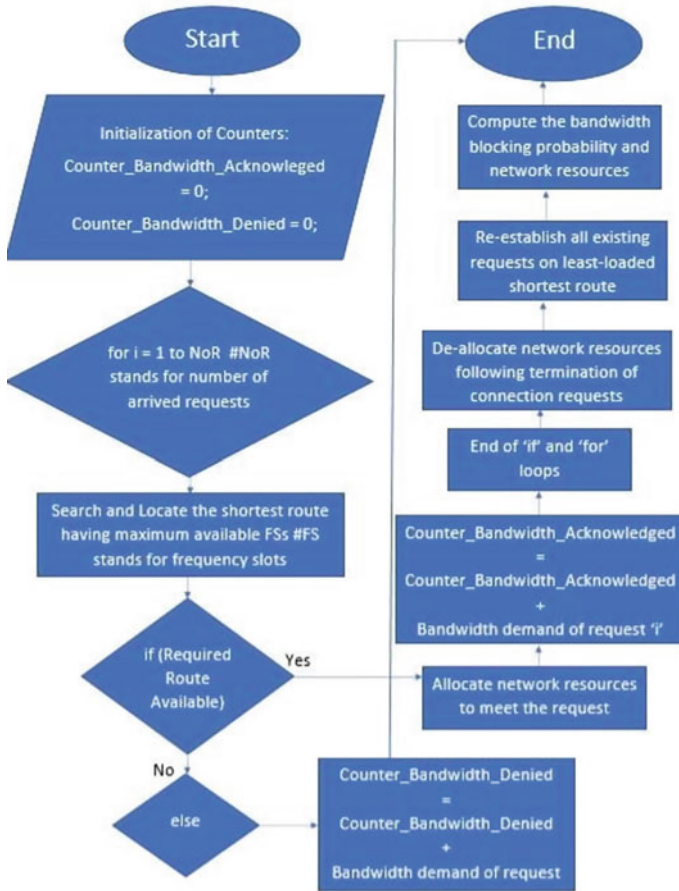 Start
Initialization of Counters:
Counter_Bandwidth_Acknowleged
= 0;
Counter_Bandwidth_Denied = 0;
for i = 1 to NoR #NoR
stands for number of
arrived requests
Search and Locate the shortest route
having maximum available FSs #FS
stands for frequency slots
if (Required
Route
Available)
Yes
No
else
Counter_Bandwidth_Denied
=
Counter_Bandwidth_Denied
+
Bandwidth demand of request
Allocate network resources
to meet the request
Counter_Bandwidth_Acknowledged
=
Counter_Bandwidth_Acknowledged
+
Bandwidth demand of request 'i'
End of 'if' and 'for'
loops
De-allocate network resources
following termination of
connection requests
Re-establish all existing
requests on least-loaded
shortest route
Compute the bandwidth
blocking probability and
network resources
End